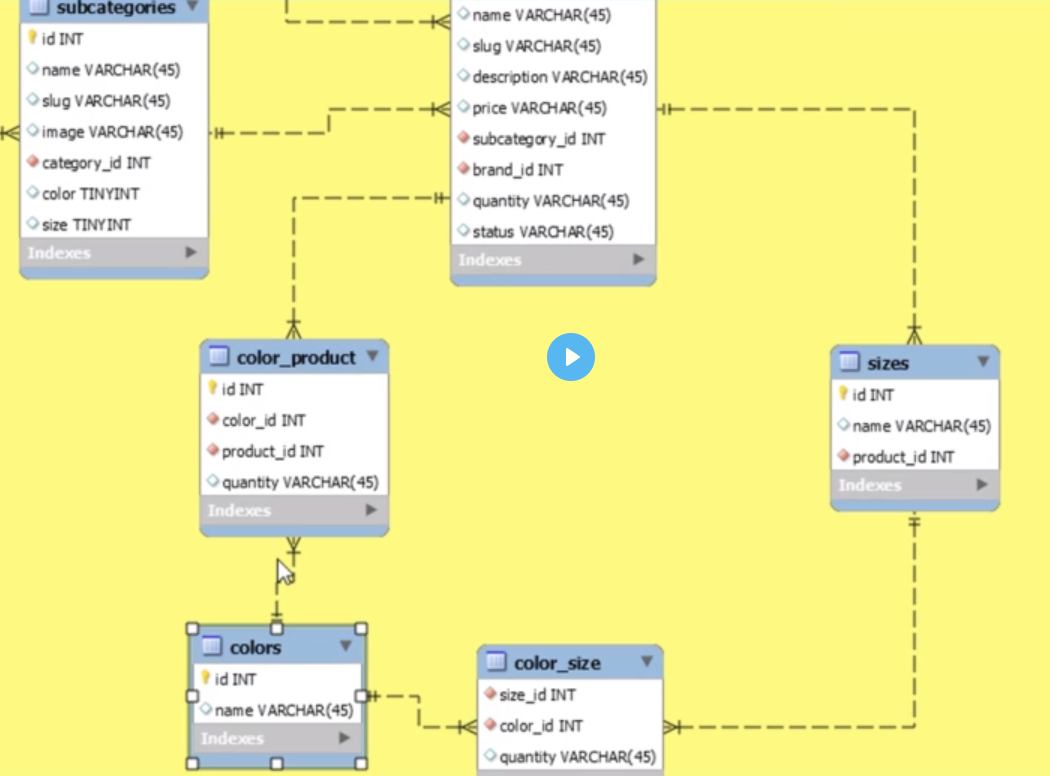 subcategories
id INT
name VARCHAR(45)
slug VARCHAR(45)
image VARCHAR(45)
category_id INT
color TINYINT
size TINYINT
Indexes
name VARCHAR(45)
slug VARCHAR(45)
description VARCHAR(45)
price VARCHAR(45)
subcategory_id INT
brand_id INT
quantity VARCHAR(45)
status VARCHAR(45)
Indexes
color_product
id INT
color_id INT
product_id INT
quantity VARCHAR(45)
Indexes
sizes
id INT
name VARCHAR(45)
product_id INT
Indexes
colors
id INT
name VARCHAR(45)
Indexes
color_size
size_id INT
color_id INT
quantity VARCHAR(45)